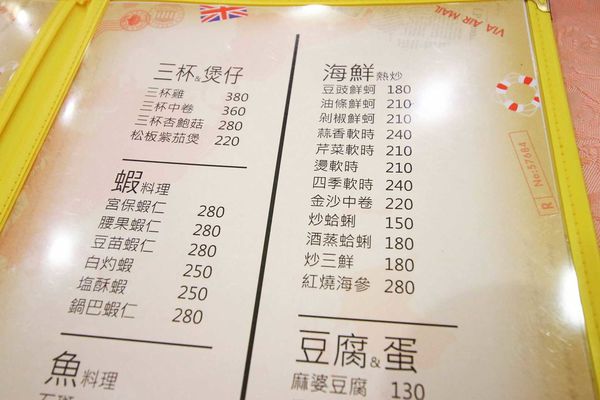 VIA AIR MAIL
三杯&煲仔
三杯雞 380
三杯中卷 360
三杯杏鮑菇 280
松板紫茄煲 220
蝦料理
宮保蝦仁 280
腰果蝦仁 280
豆苗蝦仁 280
白灼蝦 250
塩酥蝦 250
鍋巴蝦仁 280
魚料理
海鮮熱炒
豆豉鮮蚵 180
油條鮮蚵 210
剁椒鮮蚵 210
蒜香軟時 240
芹菜軟時 210
燙軟時 210
四季軟時 240
金沙中卷 220
炒蛤蜊 150
酒蒸蛤蜊 180
炒三鮮 180
紅燒海參 280
豆腐&蛋
麻婆豆腐 130
R No:57684